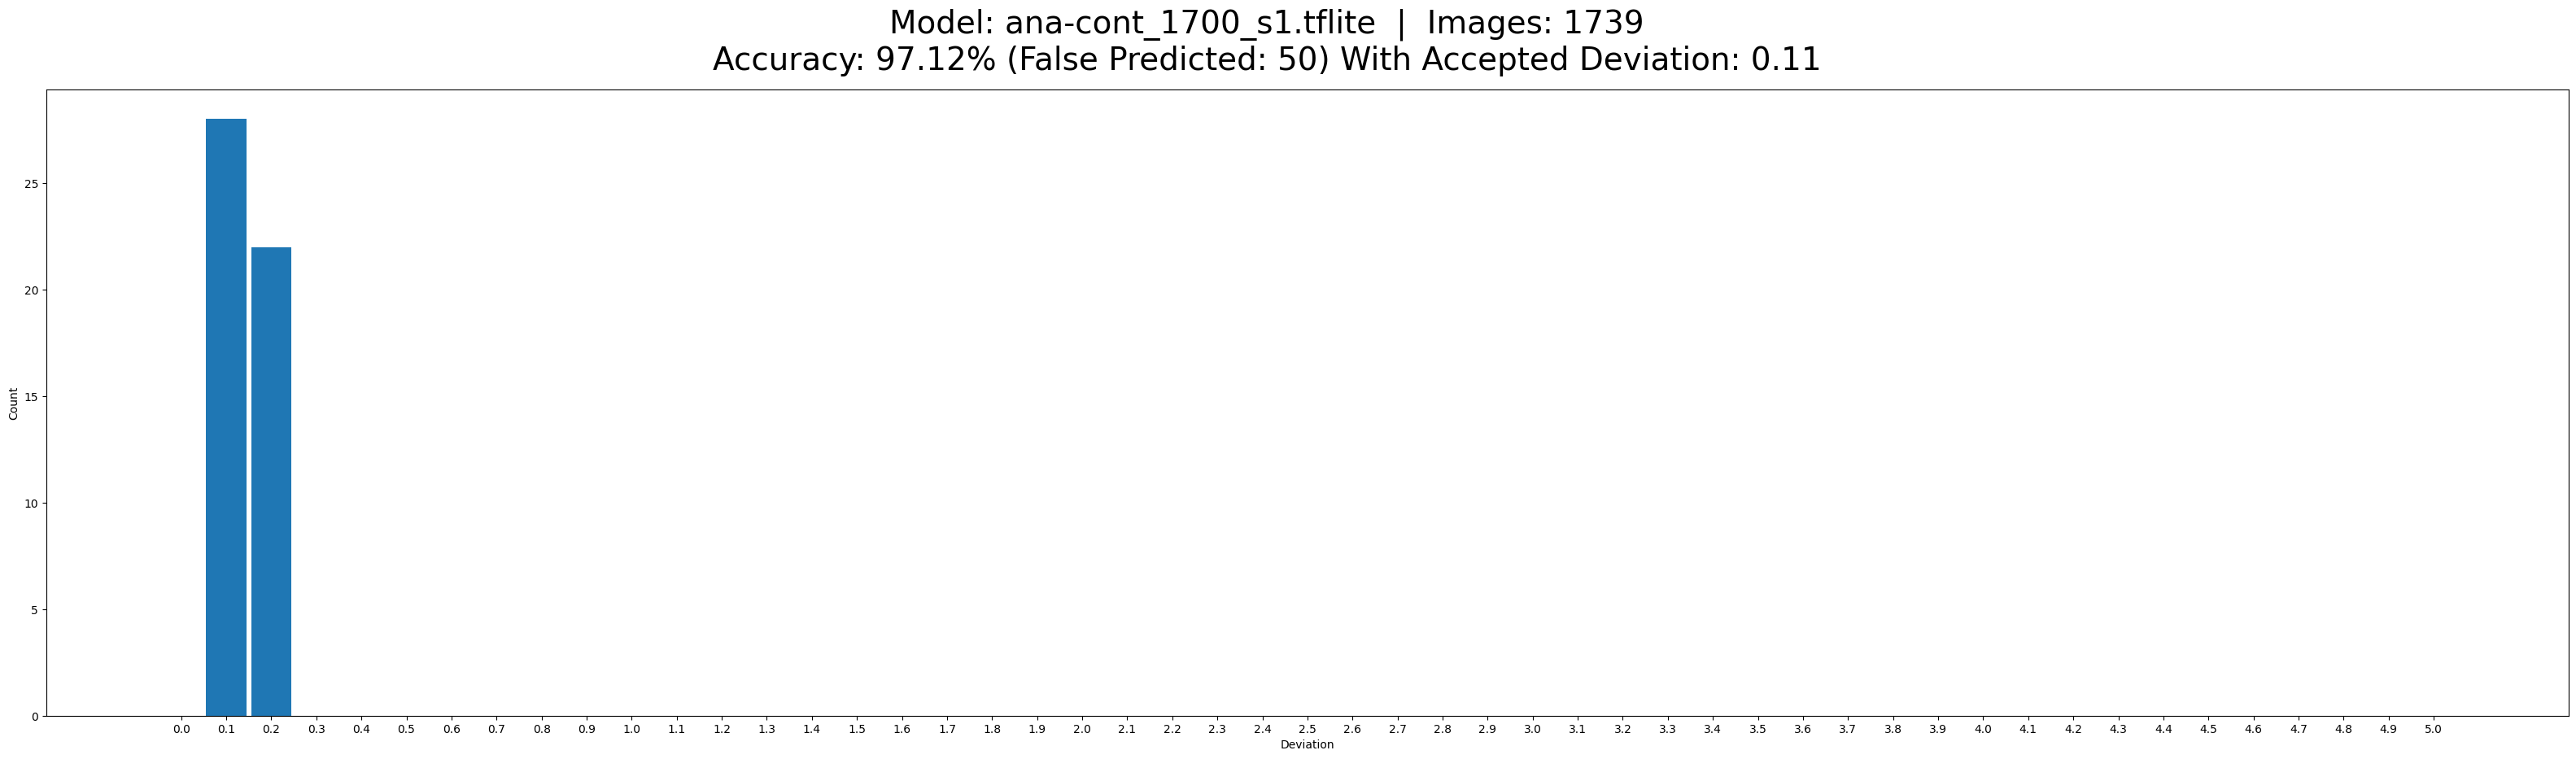 Model: ana-cont_1700_s1.tflite | Images: 1739
Accuracy: 97.12% (False Predicted: 50) With Accepted Deviation: 0.11
25
20
15
10
5
0
Count
0.0 0.1 0.2 0.3 0.4 0.5 0.6 0.7 0.8 0.9 1.0 1.1 1.2 1.3 1.4 1.5 1.6 1.7 1.8 1.9 2.0 2.1 2.2 2.3 2.4 2.5 2.6 2.7 2.8 2.9 3.0 3.1 3.2 3.3 3.4 3.5 3.6 3.7 3.8 3.9 4.0 4.1 4.2 4.3 4.4 4.5 4.6 4.7 4.8 4.9 5.0
Deviation